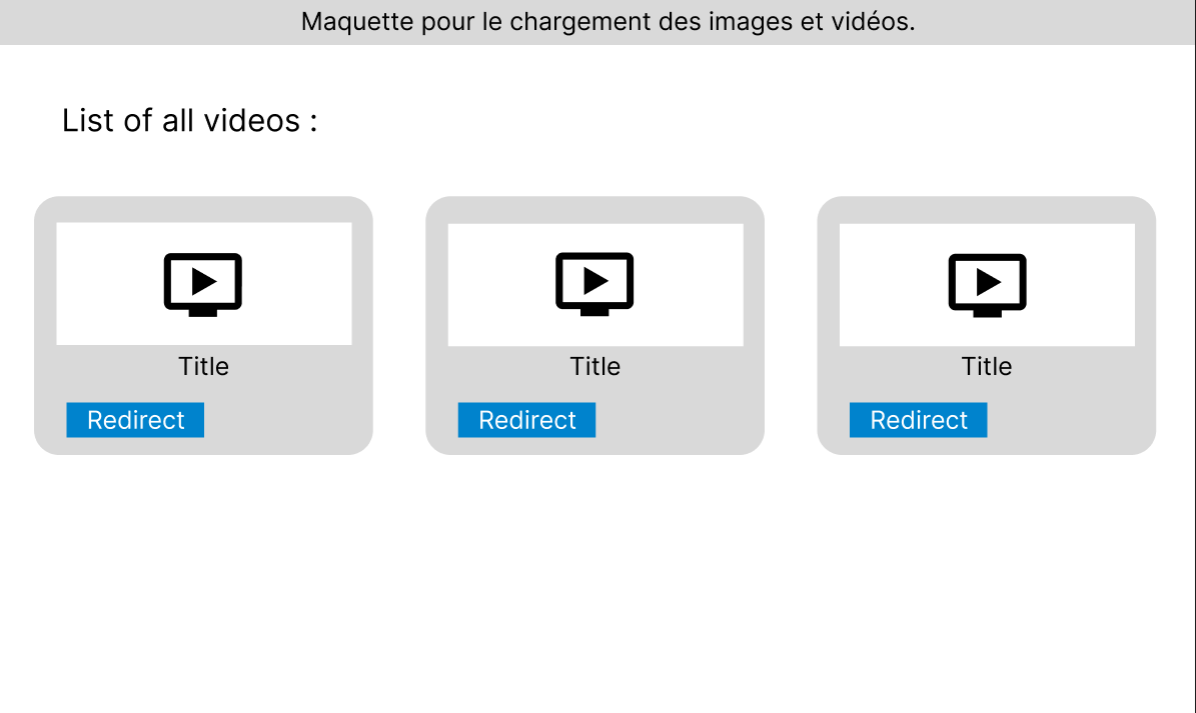 Maquette pour le chargement des images et vidéos.
List of all videos :
Title
Title
Title
Redirect
Redirect
Redirect